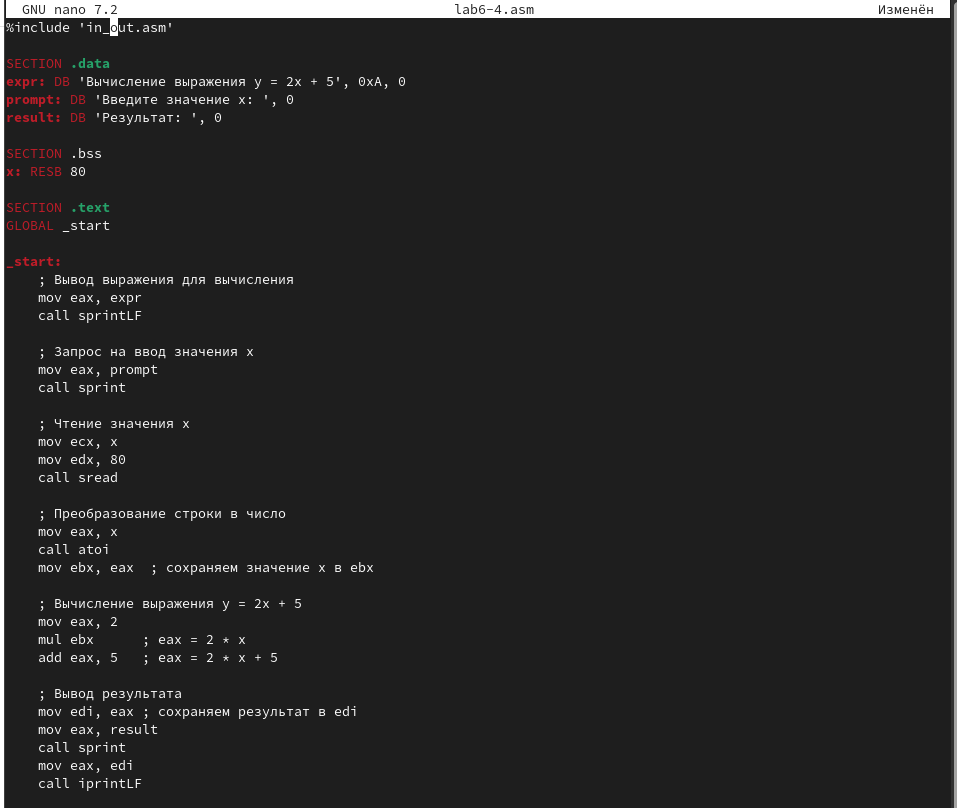 GNU nano 7.2 lab6-4.asm Изменён
%include 'in_out.asm'
SECTION .data
expr: DB 'Вычисление выражения y = 2x + 5', 0xA, 0
prompt: DB 'Введите значение x: ', 0
result: DB 'Результат: ', 0
SECTION .bss
x: RESB 80
SECTION .text
GLOBAL _start
_start:
; Вывод выражения для вычисления
mov eax, expr
call sprintLF
; Запрос на ввод значения x
mov eax, prompt
call sprint
; Чтение значения x
mov ecx, x
mov edx, 80
call sread
; Преобразование строки в число
mov eax, x
call atoi
mov ebx, eax  ; сохраняем значение x в ebx
; Вычисление выражения y = 2x + 5
mov eax, 2
mul ebx      ; eax = 2 * x
add eax, 5   ; eax = 2 * x + 5
; Вывод результата
mov edi, eax ; сохраняем результат в edi
mov eax, result
call sprint
mov eax, edi
call iprintLF